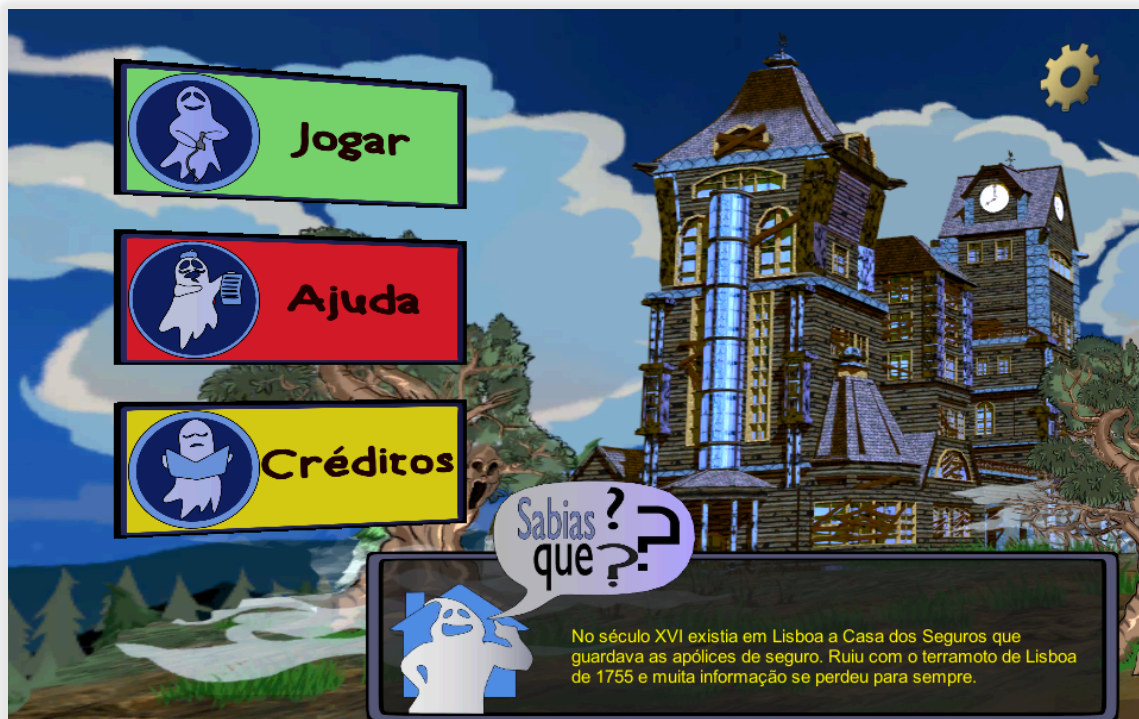 Jogar
Ajuda
Créditos
Sabias ?
que ? ?
No século XVI existia em Lisboa a Casa dos Seguros que
guardava as apólices de seguro. Ruiu com o terramoto de Lisboa
de 1755 e muita informação se perdeu para sempre.